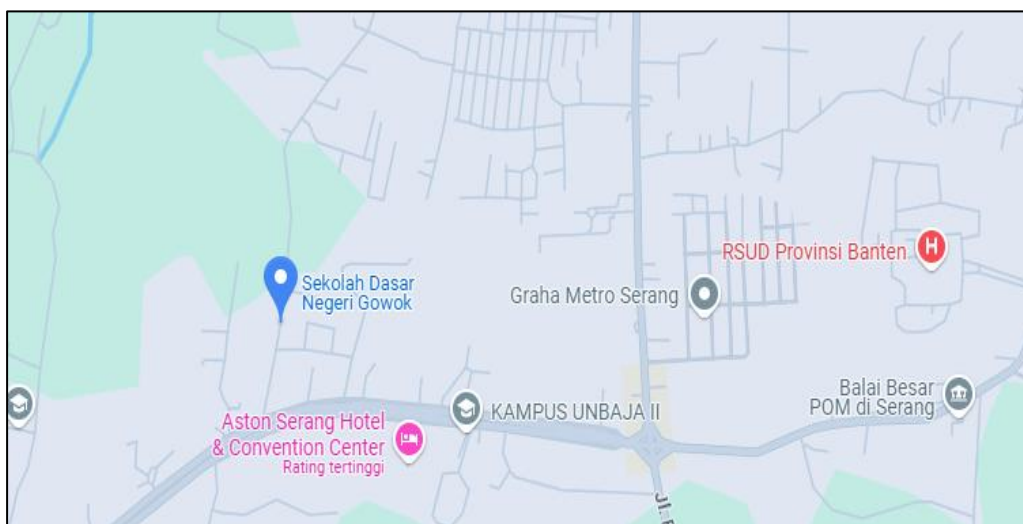 RSUD Provinsi Banten
Sekolah Dasar
Negeri Gowok
Graha Metro Serang
Balai Besar
POM di Serang
KAMPUS UNBAJA II
Aston Serang Hotel
& Convention Center
Rating tertinggi
Jl.